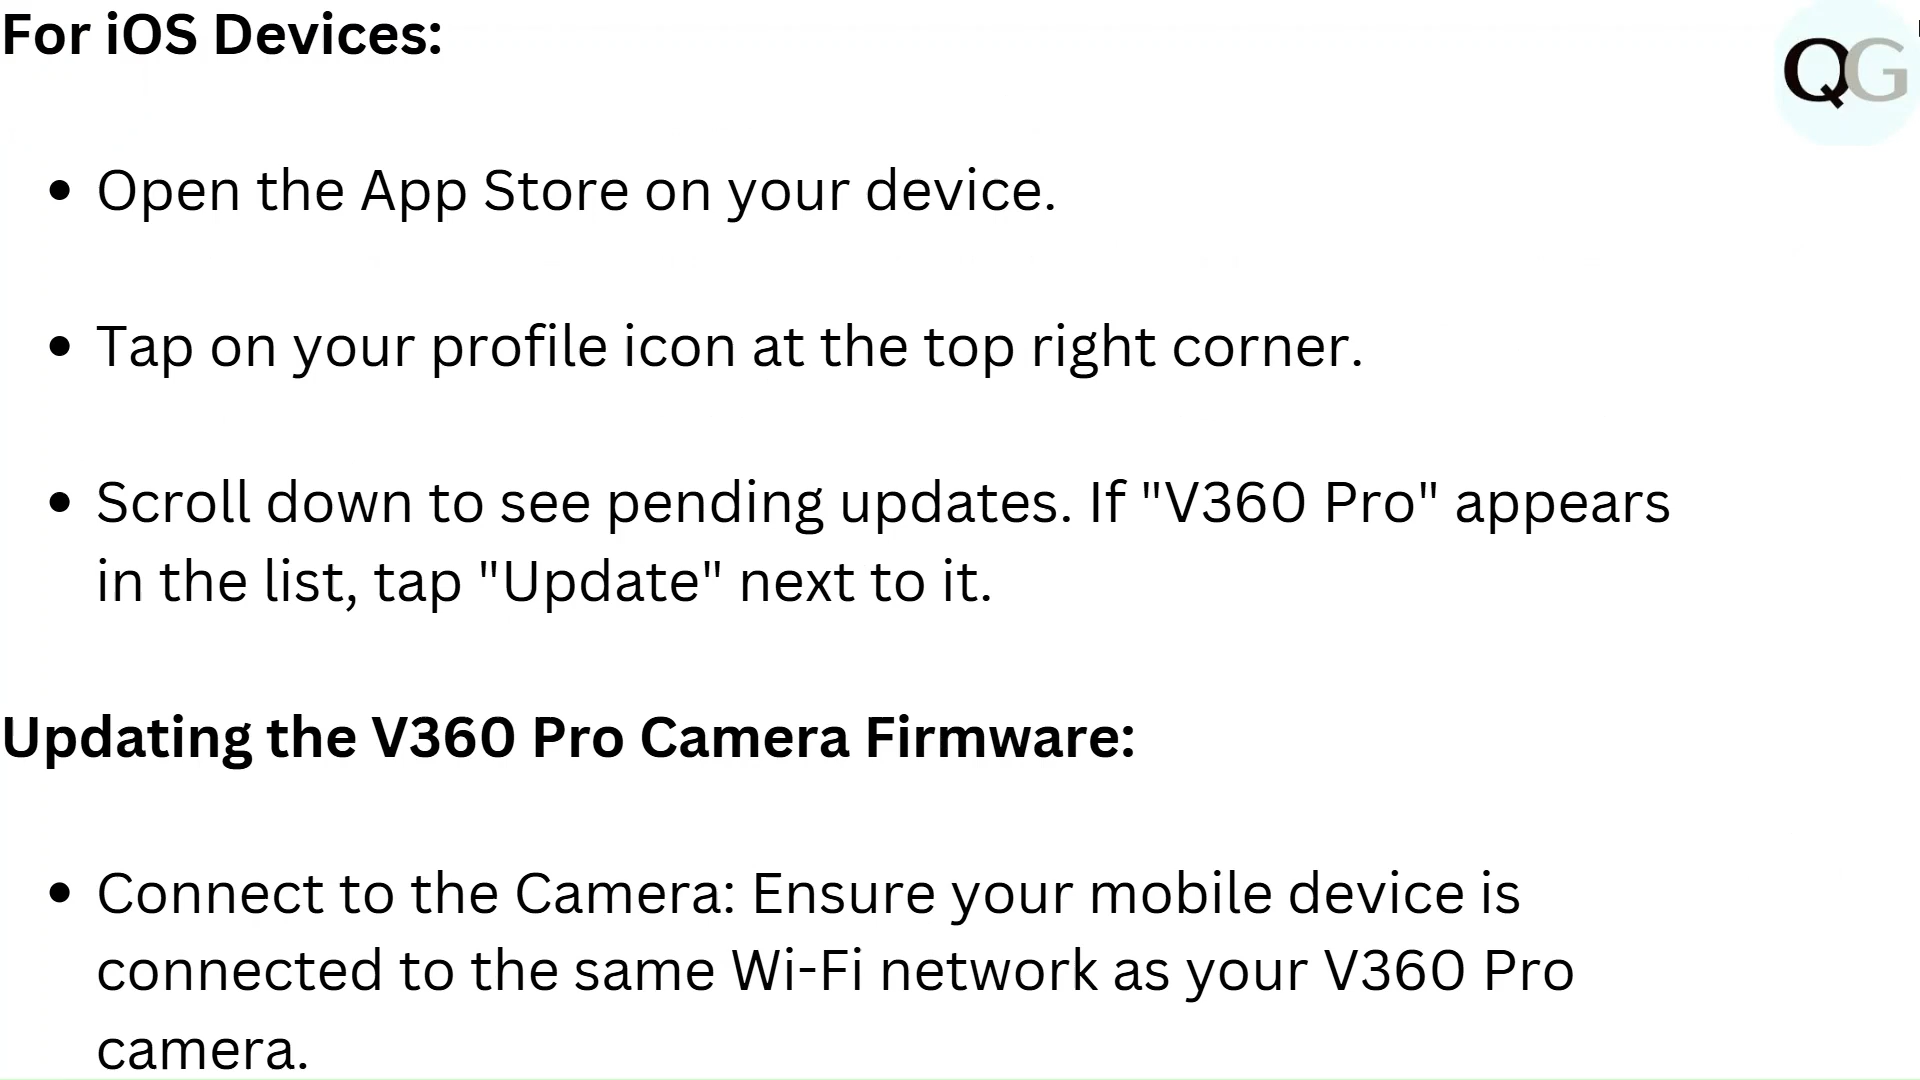 For iOS Devices:
QG
• Open the App Store on your device.
• Tap on your profile icon at the top right corner.
• Scroll down to see pending updates. If "V360 Pro" appears
in the list, tap "Update" next to it.
Updating the V360 Pro Camera Firmware:
• Connect to the Camera: Ensure your mobile device is
connected to the same Wi-Fi network as your V360 Pro
camera.